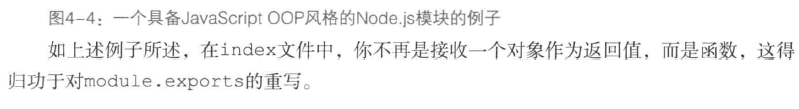 图4-4：一个具备JavaScript OOP风格的Node.js模块的例子
如上述例子所述，在index文件中，你不再是接收一个对象作为返回值，而是函数，这得
归功于对module.exports的重写。